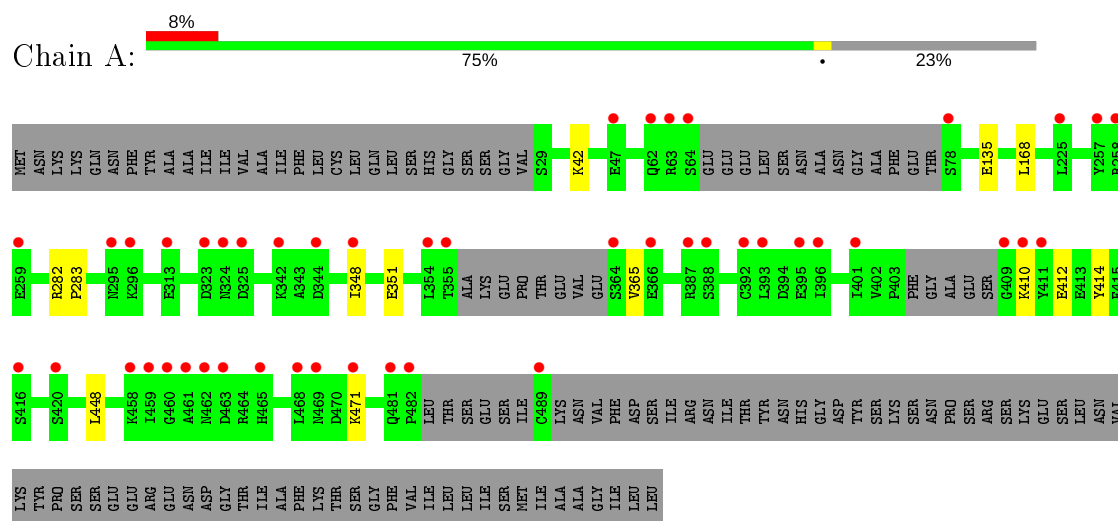 8%
Chain A:
75% • 23%
MET ASN LYS LYS GLN ASN PHE TYR ALA ALA ILE ILE VAL ALA ILE PHE LEU CYS LEU GLN LEU SER HIS GLY SER SER GLY VAL S29 K42 E47 Q62 R63 S64 GLU GLU GLU LEU SER ASN ALA ASN GLY ALA PHE GLU THR S78 E135 L168 L225 Y257 R258
E259 R282 P283 N295 K296 E313 D323 N324 D325 K342 A343 D344 I348 E351 L354 T355 ALA LYS GLU PRO THR GLU VAL GLU S364 V365 E366 R387 S388 C392 L393 D394 E395 I396 I401 V402 P403 PHE GLY ALA GLU SER G409 K410 Y411 E412 E413 Y414
S416 S420 L448 K458 I459 G460 A461 N462 D463 R464 H465 L468 N469 D470 K471 Q481 P482 LEU THR SER GLU SER ILE C489 LYS ASN VAL PHE ASP SER ILE ARG ASN ILE THR TYR ASN HIS GLY ASP TYR SER LYS SER ASN PRO SER ARG SER LYS GLU SER LEU ASN VAL
LYS TYR PRO SER SER GLU GLU ARG GLU ASN ASP GLY THR ILE ALA PHE LYS THR SER GLY PHE VAL ILE LEU LEU ILE SER MET ILE ALA ALA GLY ILE LEU LEU